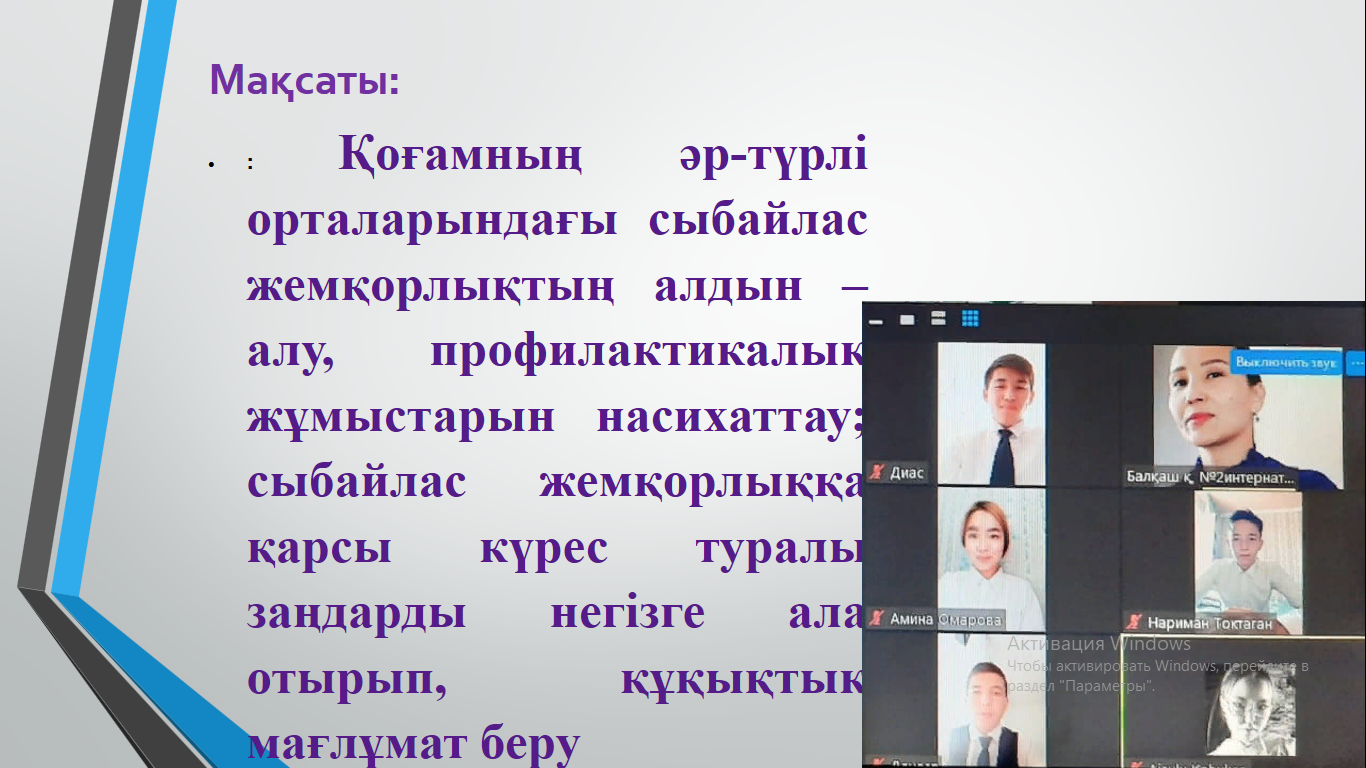 Мақсаты:
• : Қоғамның әр-түрлі
орталарындағы сыбайлас
жемқорлықтың алдын –
алу, профилактикалық
жұмыстарын насихаттау;
сыбайлас жемқорлыққа
қарсы күрес туралы
заңдарды негізге ала
отырып, құқықтық
мағлұмат беру
Выключить звук
Диас
Балқаш қ. №2интернат...
Амина Омарова
Нариман Токтаган
Активация Windows
Чтобы активировать Windows, перейдите в
раздел "Параметры".